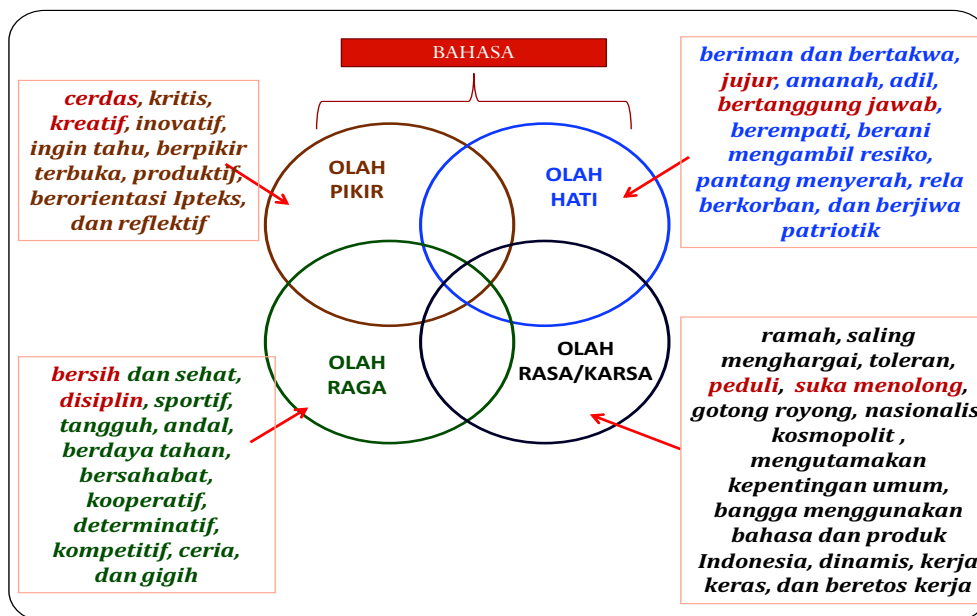 BAHASA
cerdas, kritis,
kreatif, inovatif,
ingin tahu, berpikir
terbuka, produktif,
berorientasi Ipteks,
dan reflektif
OLAH
PIKIR
OLAH
HATI
beriman dan bertakwa,
jujur, amanah, adil,
bertanggung jawab,
berempati, berani
mengambil resiko,
pantang menyerah, rela
berkorban, dan berjiwa
patriotik
bersih dan sehat,
disiplin, sportif,
tangguh, andal,
berdaya tahan,
bersahabat,
kooperatif,
determinatif,
kompetitif, ceria,
dan gigih
OLAH
RAGA
OLAH
RASA/KARSA
ramah, saling
menghargai, toleran,
peduli, suka menolong,
gotong royong, nasionalis,
kosmopolit ,
mengutamakan
kepentingan umum,
bangga menggunakan
bahasa dan produk
Indonesia, dinamis, kerja
keras, dan beretos kerja